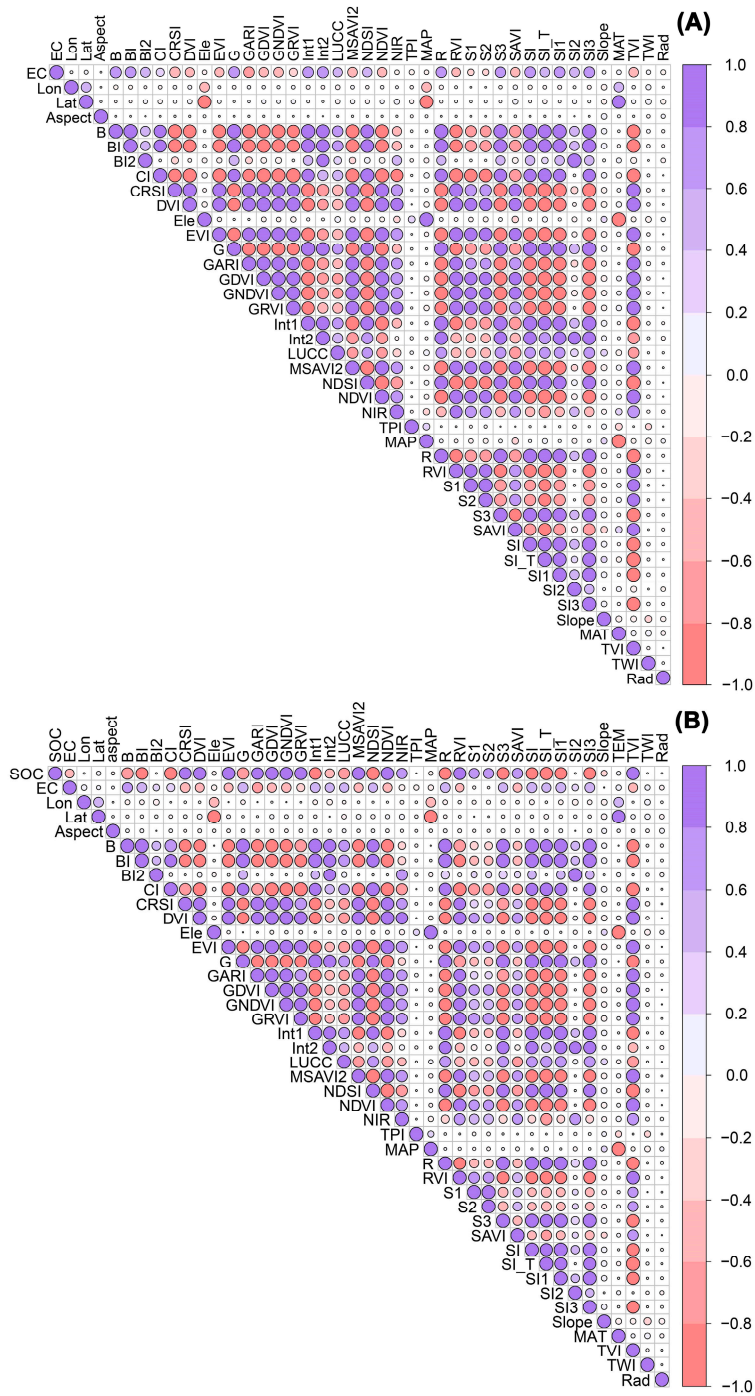 (A)
EC Lon Lat Aspect B BI BI2 CI CRSI DVI Ele EVI G GARI GDVI GNDVI GRVI Int1 Int2 LUCC MSAVI2 NDSI NDVI NIR TPI MAP R RVI S1 S2 S3 SAVI SI SI_T SI1 SI2 SI3 Slope MAT TVI TWI Rad
EC
Lon
Lat
Aspect
B
BI
BI2
CI
CRSI
DVI
Ele
EVI
G
GARI
GDVI
GNDVI
GRVI
Int1
Int2
LUCC
MSAVI2
NDSI
NDVI
NIR
TPI
MAP
R
RVI
S1
S2
S3
SAVI
SI
SI_T
SI1
SI2
SI3
Slope
MAT
TVI
TWI
Rad
1.0
0.8
0.6
0.4
0.2
0.0
−0.2
−0.4
−0.6
−0.8
−1.0
(B)
SOC EC Lon Lat aspect B BI BI2 CI CRSI DVI Ele EVI G GARI GDVI GNDVI GRVI Int1 Int2 LUCC MSAVI2 NDSI NDVI NIR TPI MAP R RVI S1 S2 S3 SAVI SI SI_T SI1 SI2 SI3 Slope TEM TVI TWI Rad
SOC
EC
Lon
Lat
Aspect
B
BI
BI2
CI
CRSI
DVI
Ele
EVI
G
GARI
GDVI
GNDVI
GRVI
Int1
Int2
LUCC
MSAVI2
NDSI
NDVI
NIR
TPI
MAP
R
RVI
S1
S2
S3
SAVI
SI
SI_T
SI1
SI2
SI3
Slope
MAT
TVI
TWI
Rad
1.0
0.8
0.6
0.4
0.2
0.0
−0.2
−0.4
−0.6
−0.8
−1.0